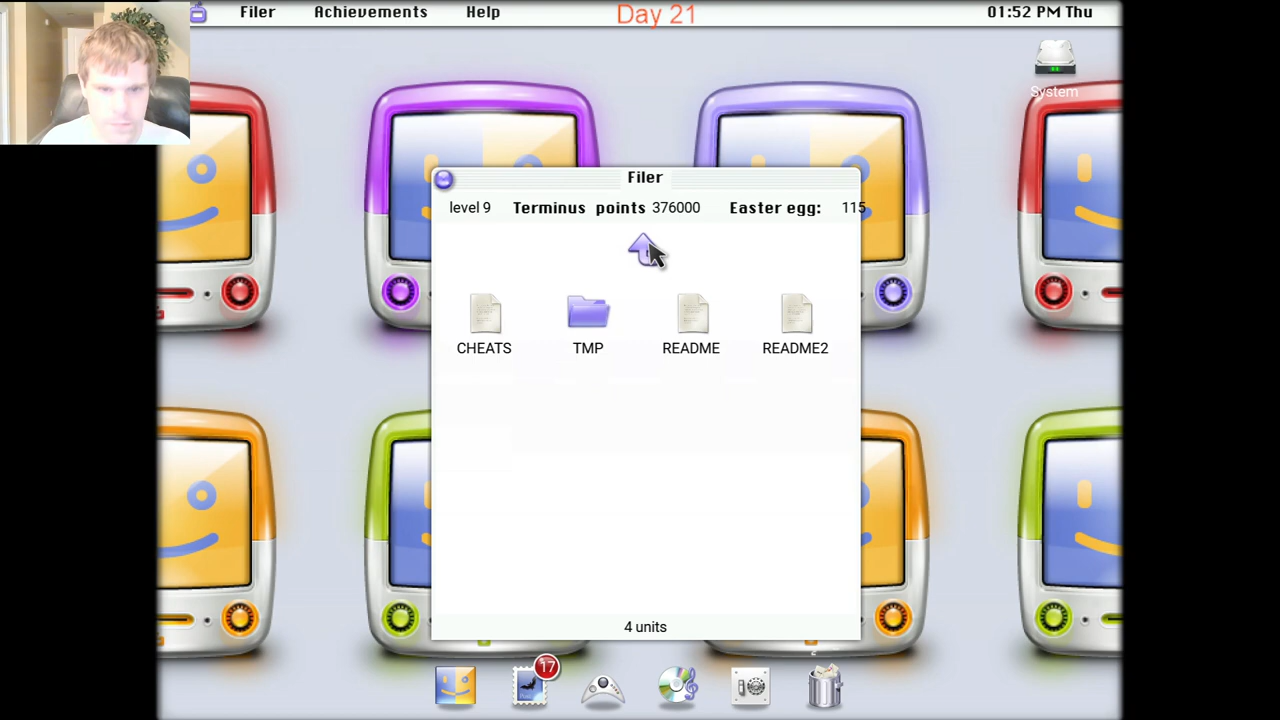 Filer Achievements Help Day 21 01:52 PM Thu
System
Filer
level 9 Terminus points 376000 Easter egg: 115
CHEATS TMP README README2
4 units
17